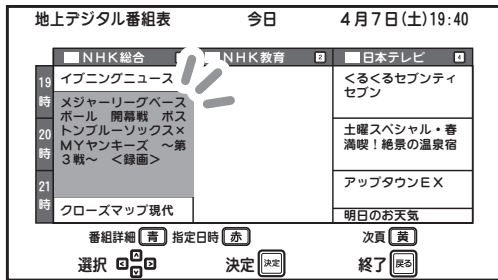 地上デジタル番組表 今日 4月7日(土)19:40
NHK総合 NHK教育 2 日本テレビ 4
19時
イブニングニュース
メジャーリーグベース
ボール 開幕戦 ボス
トンブルーソックス×
MYヤンキーズ ～第
3戦～ <録画>
クローズマップ現代
くるくるセブンティ
セブン
20時
土曜スペシャル・春
満喫！絶景の温泉宿
21時
アップタウンEX
明日のお天気
番組詳細 青 指定日時 赤 次頁 黄
選択 決定 決定 終了 戻る